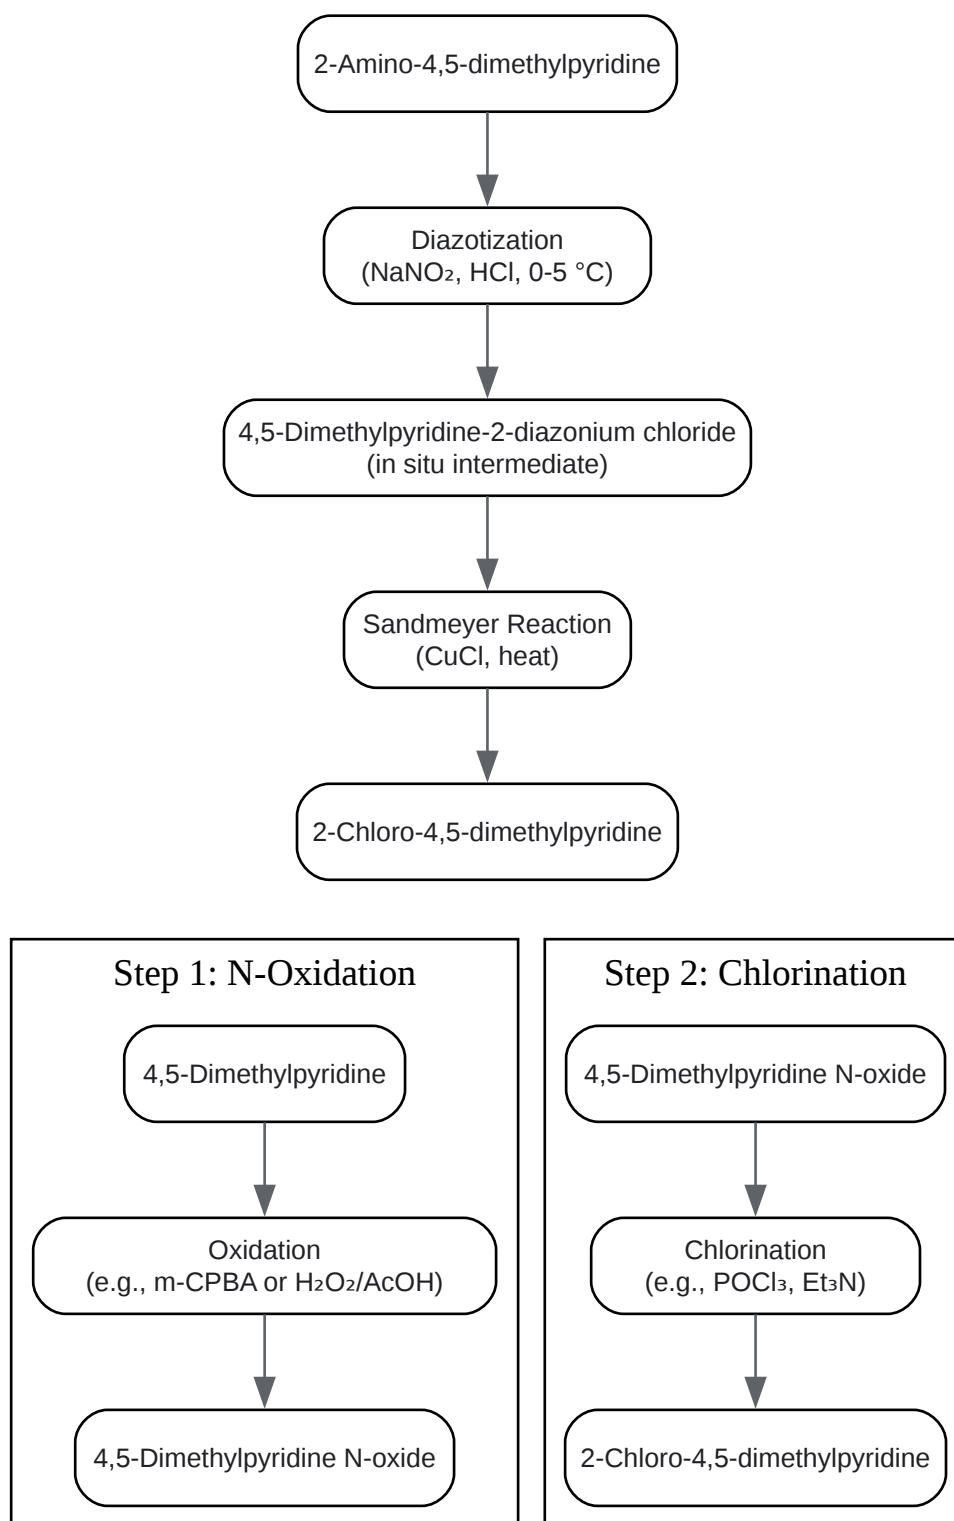 2-Amino-4,5-dimethylpyridine
Diazotization
(NaNO₂, HCl, 0-5 °C)
4,5-Dimethylpyridine-2-diazonium chloride
(in situ intermediate)
Sandmeyer Reaction
(CuCl, heat)
2-Chloro-4,5-dimethylpyridine
Step 1: N-Oxidation
4,5-Dimethylpyridine
Oxidation
(e.g., m-CPBA or H₂O₂/AcOH)
4,5-Dimethylpyridine N-oxide
Step 2: Chlorination
4,5-Dimethylpyridine N-oxide
Chlorination
(e.g., POCl₃, Et₃N)
2-Chloro-4,5-dimethylpyridine